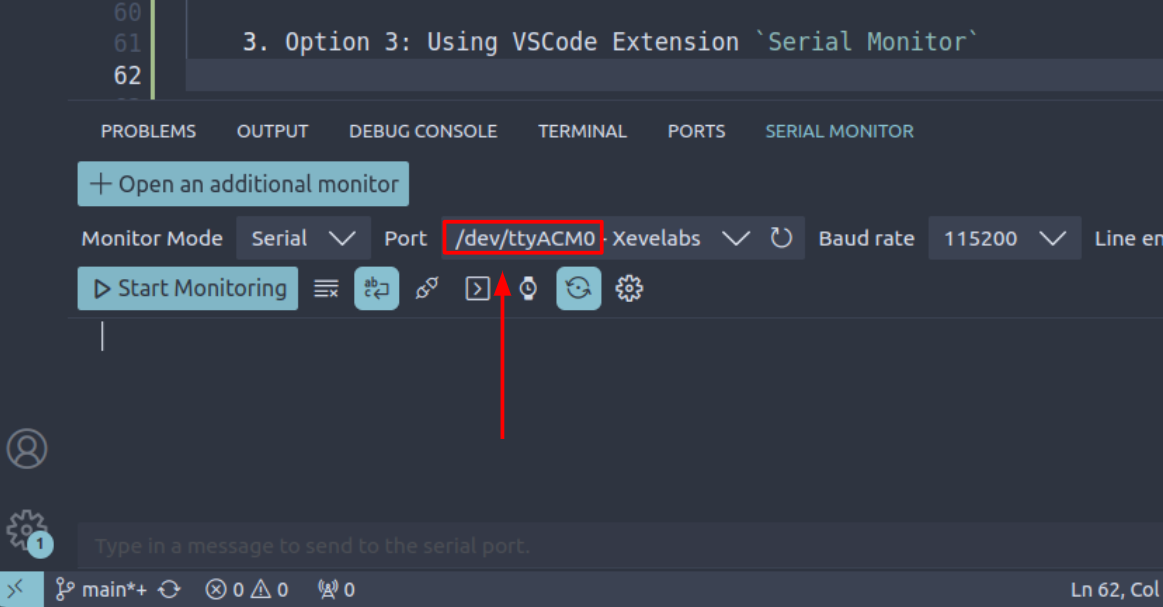 60
61 3. Option 3: Using VSCode Extension `Serial Monitor`
62
PROBLEMS OUTPUT DEBUG CONSOLE TERMINAL PORTS SERIAL MONITOR
+ Open an additional monitor
Monitor Mode Serial Port /dev/ttyACM0 - Xevelabs Baud rate 115200 Line en
Start Monitoring ab c
Type in a message to send to the serial port.
1
main*+ 0 0 0 Ln 62, Col